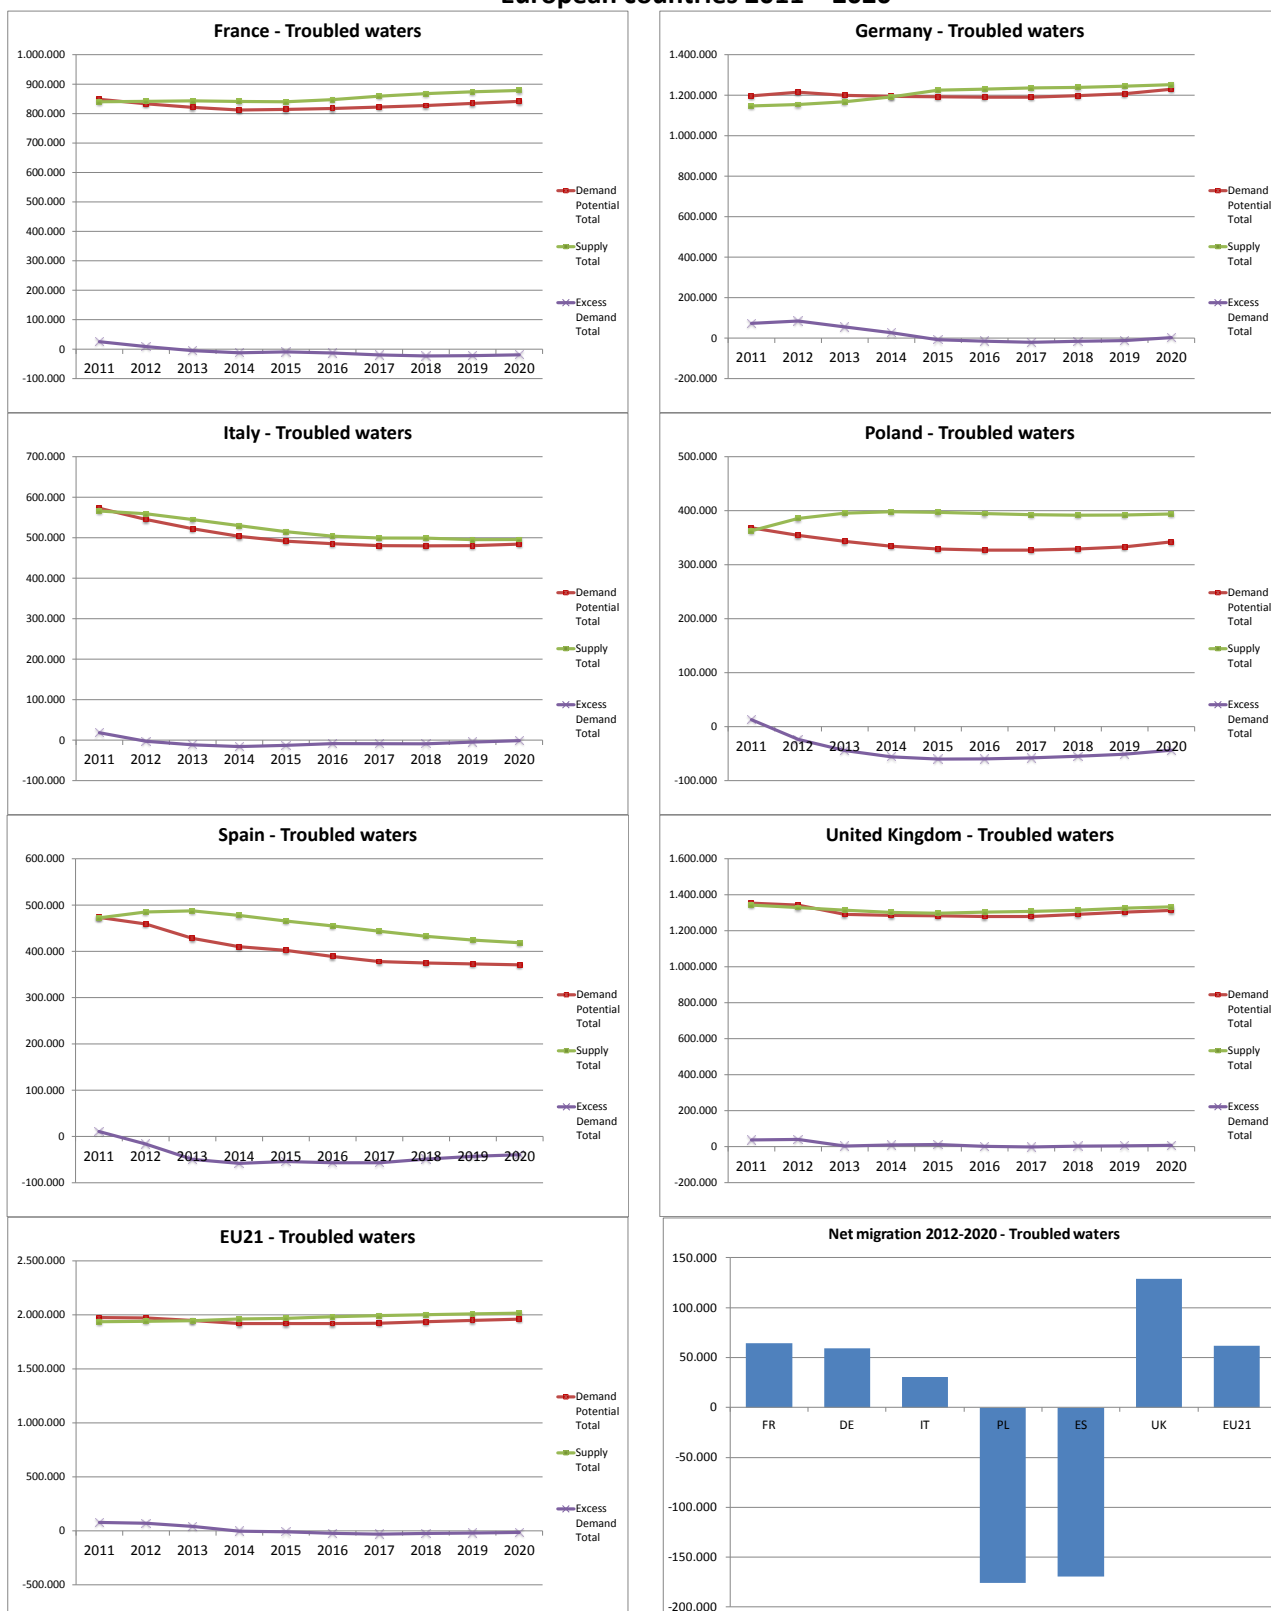 European countries 2011 – 2020
France - Troubled waters
1.000.000
900.000
800.000
700.000
600.000
500.000
400.000
300.000
200.000
100.000
0
-100.000
2011 2012 2013 2014 2015 2016 2017 2018 2019 2020
Demand
Potential
Total
Supply
Total
Excess
Demand
Total
Germany - Troubled waters
1.400.000
1.200.000
1.000.000
800.000
600.000
400.000
200.000
0
-200.000
2011 2012 2013 2014 2015 2016 2017 2018 2019 2020
Demand
Potential
Total
Supply
Total
Excess
Demand
Total
Italy - Troubled waters
700.000
600.000
500.000
400.000
300.000
200.000
100.000
0
-100.000
2011 2012 2013 2014 2015 2016 2017 2018 2019 2020
Demand
Potential
Total
Supply
Total
Excess
Demand
Total
Poland - Troubled waters
500.000
400.000
300.000
200.000
100.000
0
-100.000
2011 2012 2013 2014 2015 2016 2017 2018 2019 2020
Demand
Potential
Total
Supply
Total
Excess
Demand
Total
Spain - Troubled waters
600.000
500.000
400.000
300.000
200.000
100.000
0
-100.000
2011 2012 2013 2014 2015 2016 2017 2018 2019 2020
Demand
Potential
Total
Supply
Total
Excess
Demand
Total
United Kingdom - Troubled waters
1.600.000
1.400.000
1.200.000
1.000.000
800.000
600.000
400.000
200.000
0
-200.000
2011 2012 2013 2014 2015 2016 2017 2018 2019 2020
Demand
Potential
Total
Supply
Total
Excess
Demand
Total
EU21 - Troubled waters
2.500.000
2.000.000
1.500.000
1.000.000
500.000
0
-500.000
2011 2012 2013 2014 2015 2016 2017 2018 2019 2020
Demand
Potential
Total
Supply
Total
Excess
Demand
Total
Net migration 2012-2020 - Troubled waters
150.000
100.000
50.000
0
-50.000
-100.000
-150.000
-200.000
FR DE IT PL ES UK EU21